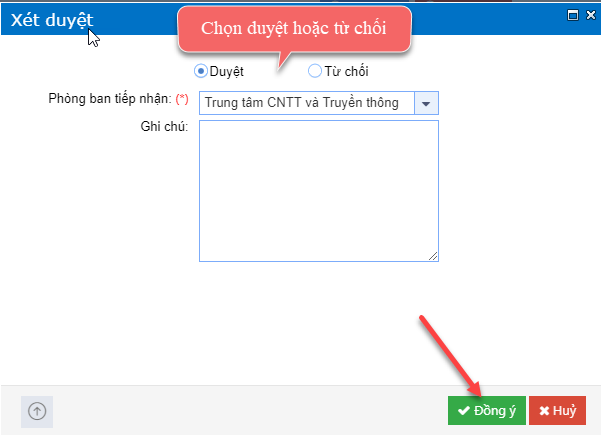 Xét duyệt
Chọn duyệt hoặc từ chối
Duyệt Từ chối
Phòng ban tiếp nhận: (*) Trung tâm CNTT và Truyền thông
Ghi chú:
Đồng ý Huỷ